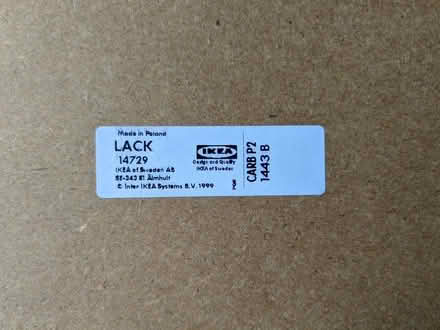 Made in Poland
LACK
14729
IKEA of Sweden AB
SE-343 81 Älmhult
© Inter IKEA Systems B.V. 1999
IKEA
Design and Quality
IKEA of Sweden
CARB P2
1443 B